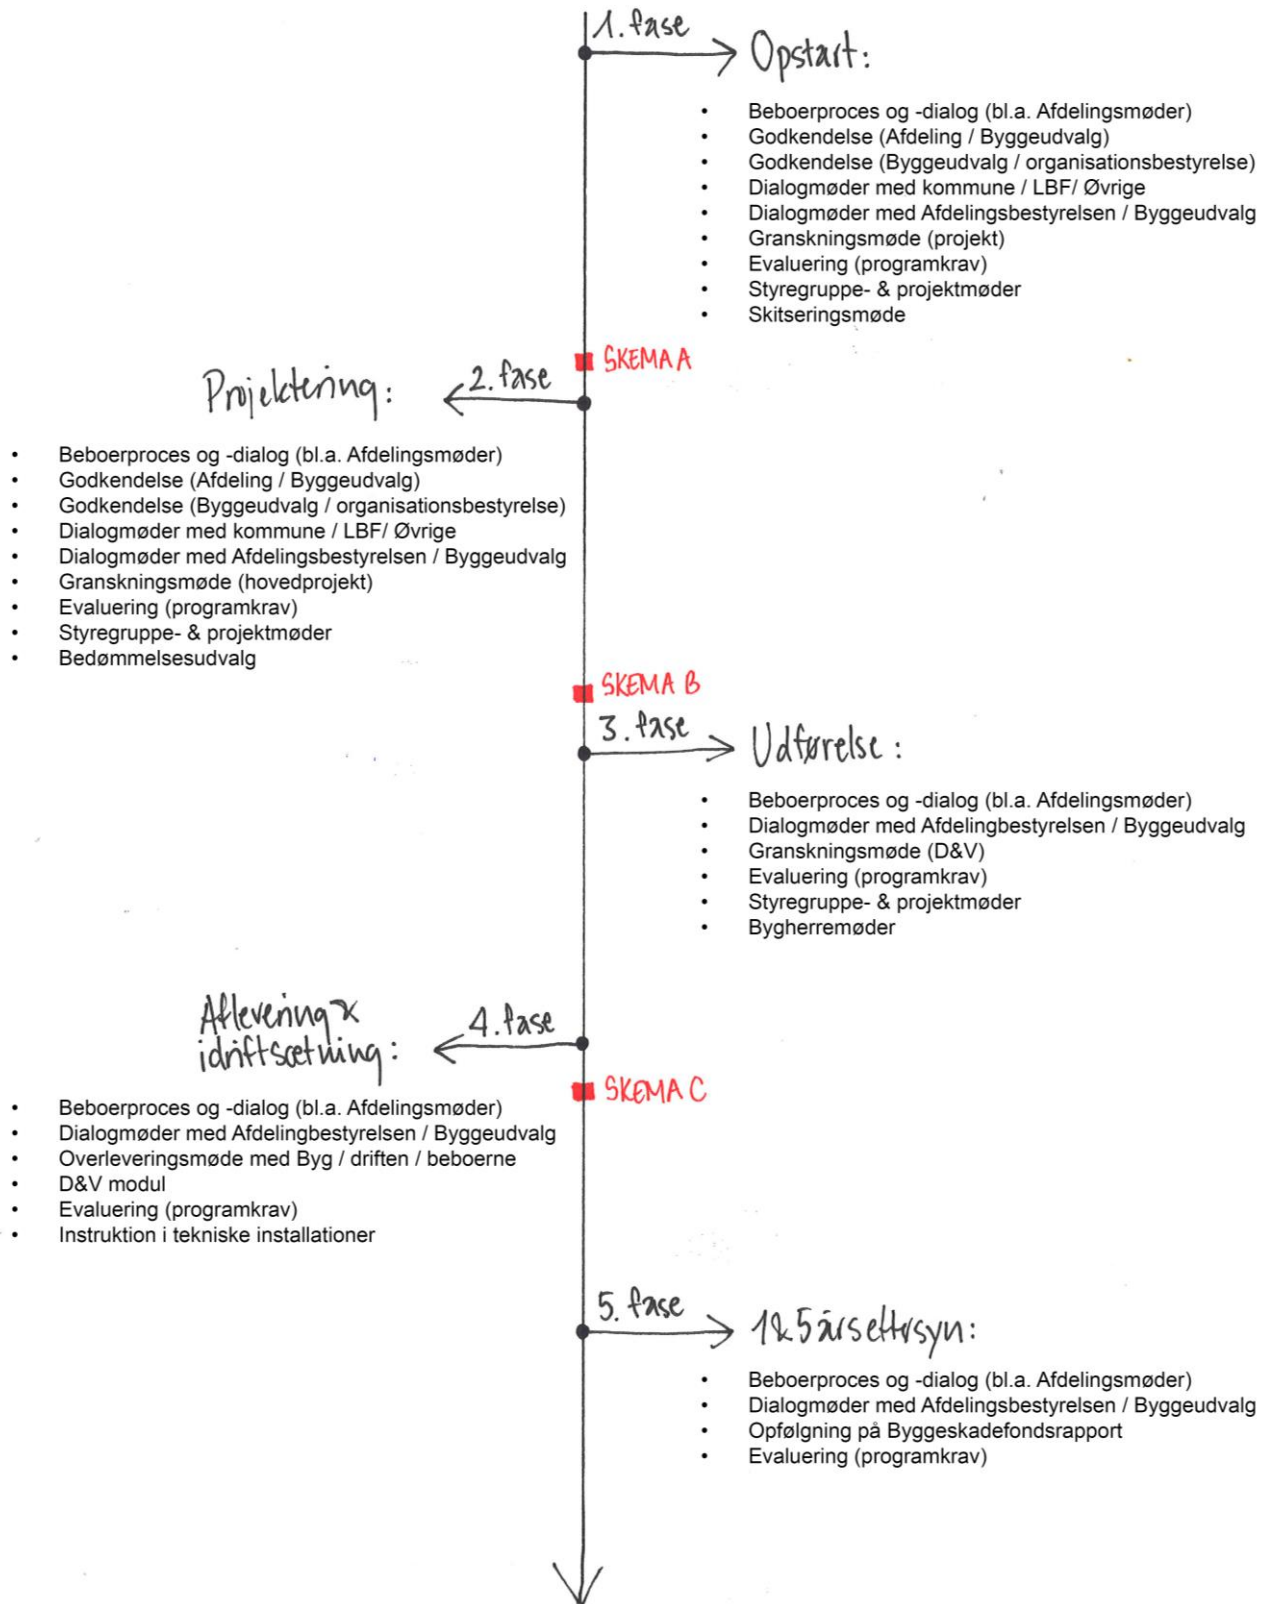 1. fase
Opstart:
• Beboerproces og -dialog (bl.a. Afdelingsmøder)
• Godkendelse (Afdeling / Byggeudvalg)
• Godkendelse (Byggeudvalg / organisationsbestyrelse)
• Dialogmøder med kommune / LBF/ Øvrige
• Dialogmøder med Afdelingsbestyrelsen / Byggeudvalg
• Granskningsmøde (projekt)
• Evaluering (programkrav)
• Styregruppe- & projektmøder
• Skitseringsmøde
SKEMA A
2. fase
Projektering:
• Beboerproces og -dialog (bl.a. Afdelingsmøder)
• Godkendelse (Afdeling / Byggeudvalg)
• Godkendelse (Byggeudvalg / organisationsbestyrelse)
• Dialogmøder med kommune / LBF/ Øvrige
• Dialogmøder med Afdelingsbestyrelsen / Byggeudvalg
• Granskningsmøde (hovedprojekt)
• Evaluering (programkrav)
• Styregruppe- & projektmøder
• Bedømmelsesudvalg
SKEMA B
3. fase
Udførelse:
• Beboerproces og -dialog (bl.a. Afdelingsmøder)
• Dialogmøder med Afdelingbestyrelsen / Byggeudvalg
• Granskningsmøde (D&V)
• Evaluering (programkrav)
• Styregruppe- & projektmøder
• Bygherremøder
4. fase
Aflevering &
idriftsætning:
SKEMA C
• Beboerproces og -dialog (bl.a. Afdelingsmøder)
• Dialogmøder med Afdelingbestyrelsen / Byggeudvalg
• Overleveringsmøde med Byg / driften / beboerne
• D&V modul
• Evaluering (programkrav)
• Instruktion i tekniske installationer
5. fase
1 & 5 årseftersyn:
• Beboerproces og -dialog (bl.a. Afdelingsmøder)
• Dialogmøder med Afdelingsbestyrelsen / Byggeudvalg
• Opfølgning på Byggeskadefondsrapport
• Evaluering (programkrav)